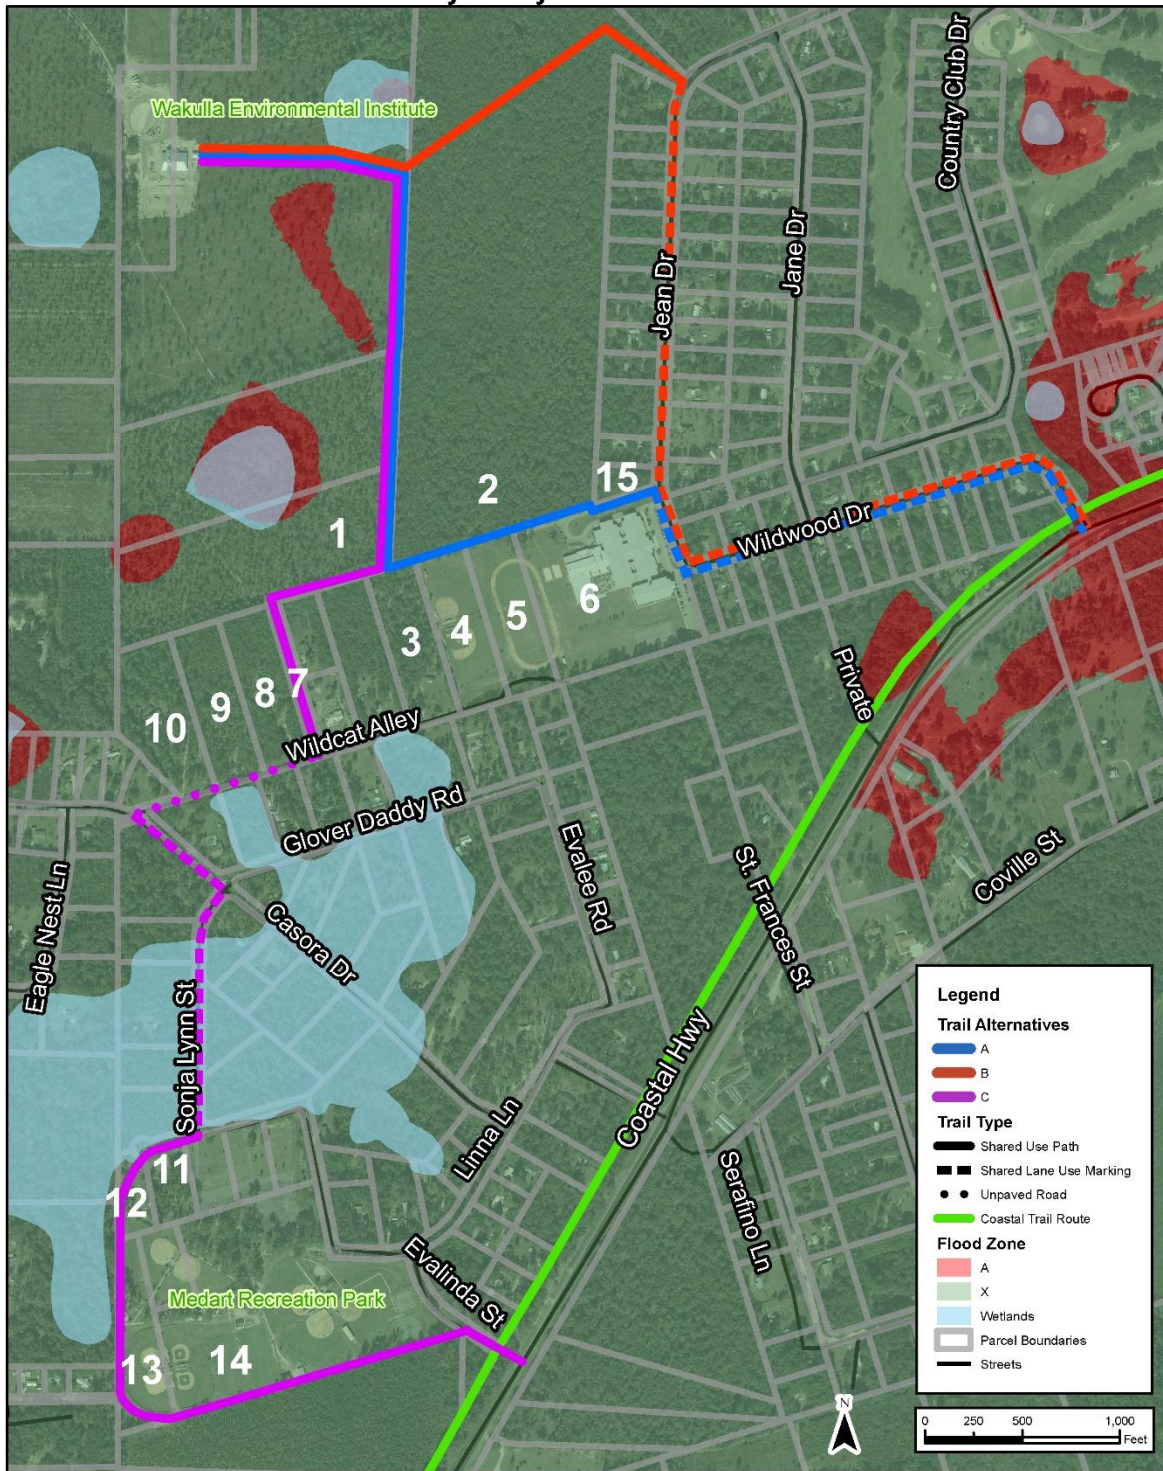 Wakulla Environmental Institute
Country Club Dr
Jane Dr
Jean Dr
15
2
1
Wildwood Dr
6
5
4
3
7
8
9
10
Private
Wildcat Alley
Glover Daddy Rd
Evalee Rd
St. Frances St
Coville St
Eagle Nest Ln
Casora Dr
Sonja Lynn St
Coastal Hwy
Linna Ln
Serafino Ln
11
12
Evalinda St
Medart Recreation Park
13
14
Legend
Trail Alternatives
A
B
C
Trail Type
Shared Use Path
Shared Lane Use Marking
Unpaved Road
Coastal Trail Route
Flood Zone
A
X
Wetlands
Parcel Boundaries
Streets
N
0 250 500 1,000
Feet